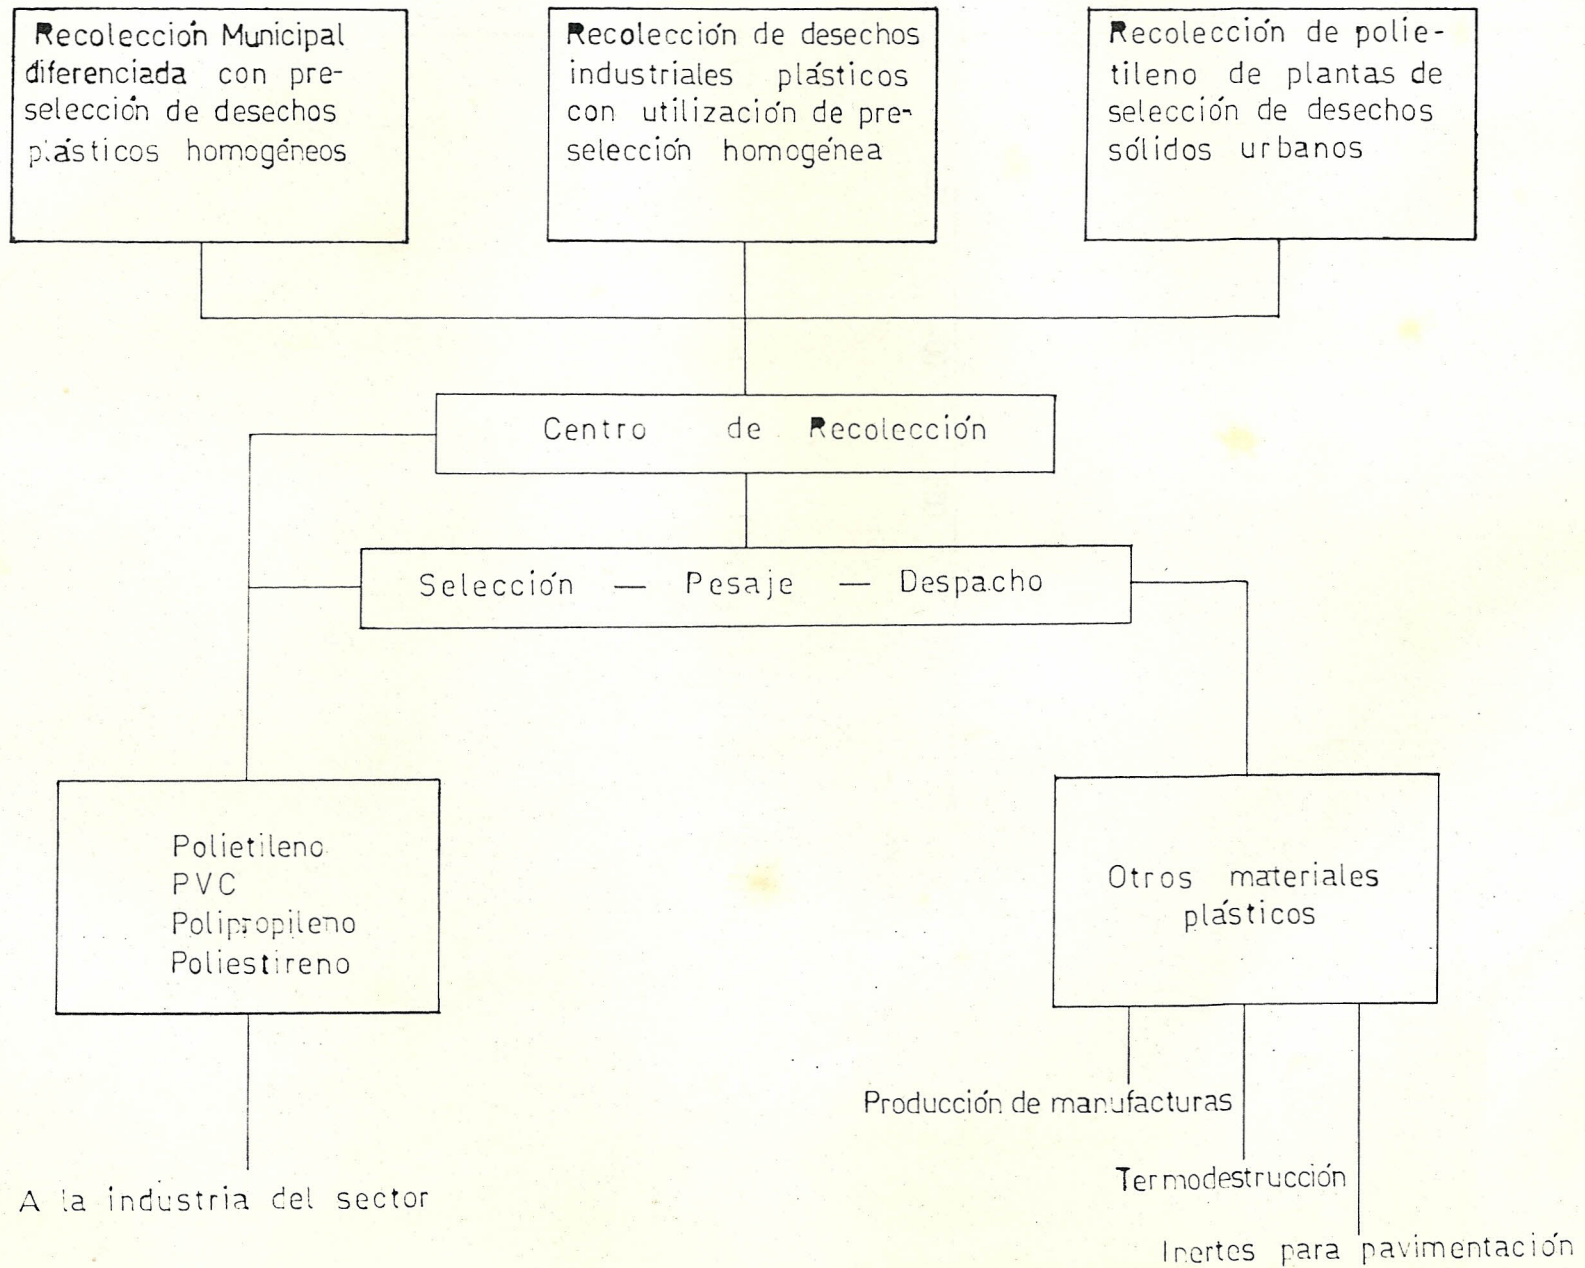 Recolección Municipal
diferenciada con pre-
selección de desechos
plásticos homogéneos
Recolección de desechos
industriales plásticos
con utilización de pre-
selección homogénea
Recolección de polie-
tileno de plantas de
selección de desechos
sólidos urbanos
Centro de Recolección
Selección — Pesaje — Despacho
Polietileno
PVC
Polipropileno
Poliestireno
Otros materiales
plásticos
Producción de manufacturas
Termodestrucción
A la industria del sector
Inertes para pavimentación